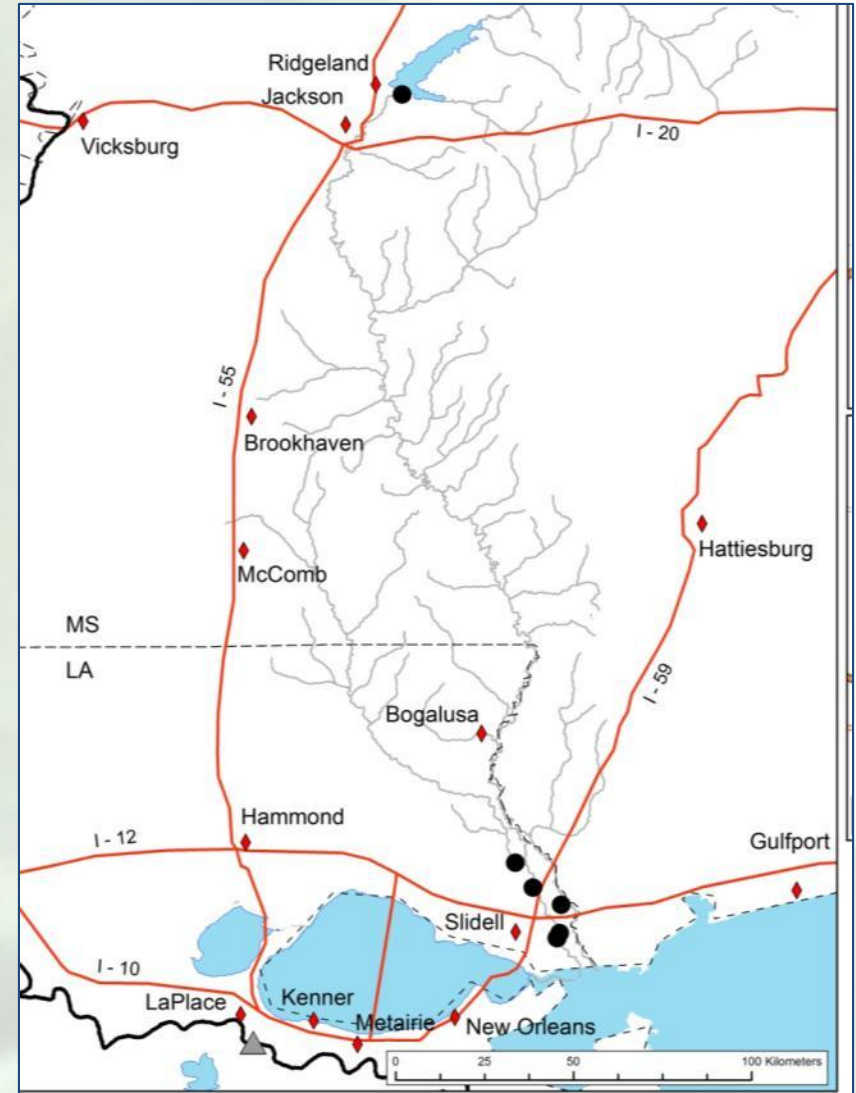 Ridgeland
Jackson
Vicksburg
I - 20
I - 55
Brookhaven
McComb
Hattiesburg
MS
LA
I - 59
Bogalusa
Hammond
I - 12
Gulfport
Slidell
I - 10
LaPlace
Kenner
Metairie
New Orleans
0 25 50 100 Kilometers